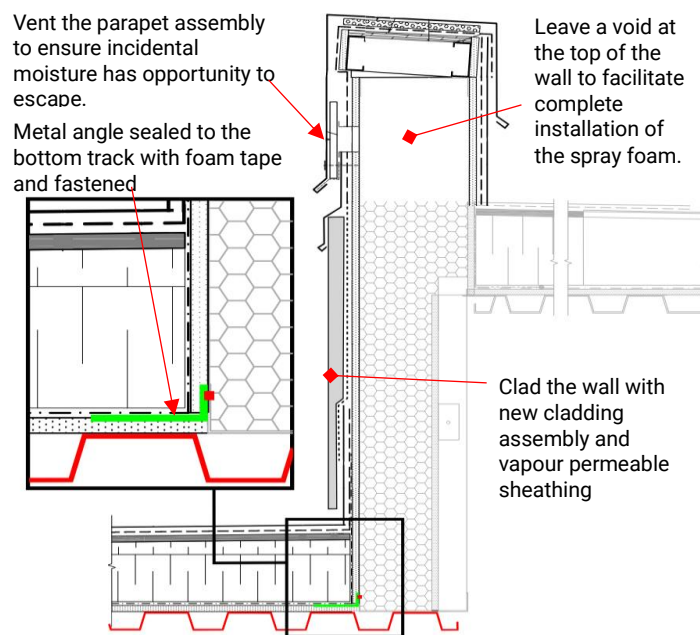 Vent the parapet assembly
to ensure incidental
moisture has opportunity to
escape.
Metal angle sealed to the
bottom track with foam tape
and fastened
Leave a void at
the top of the
wall to facilitate
complete
installation of
the spray foam.
Clad the wall with
new cladding
assembly and
vapour permeable
sheathing